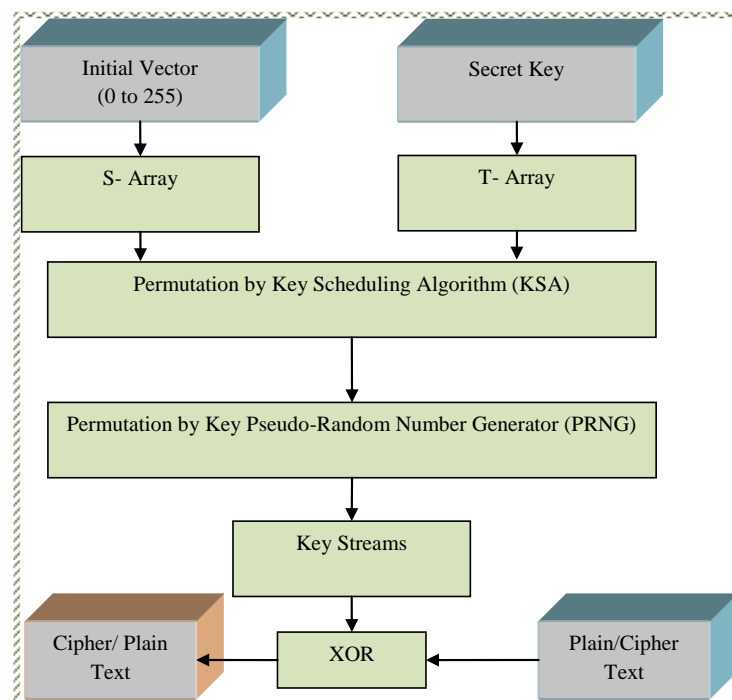 Initial Vector
(0 to 255)
Secret Key
S- Array
T- Array
Permutation by Key Scheduling Algorithm (KSA)
Permutation by Key Pseudo-Random Number Generator (PRNG)
Key Streams
Cipher/ Plain
Text
XOR
Plain/Cipher
Text